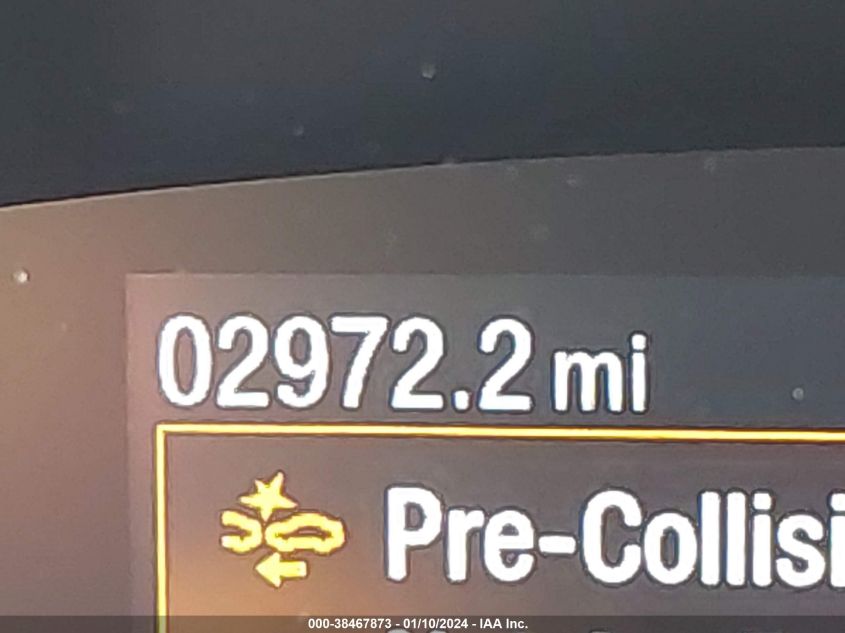 02972.2 mi
Pre-Collisi
000-38467873 - 01/10/2024 - IAA Inc.